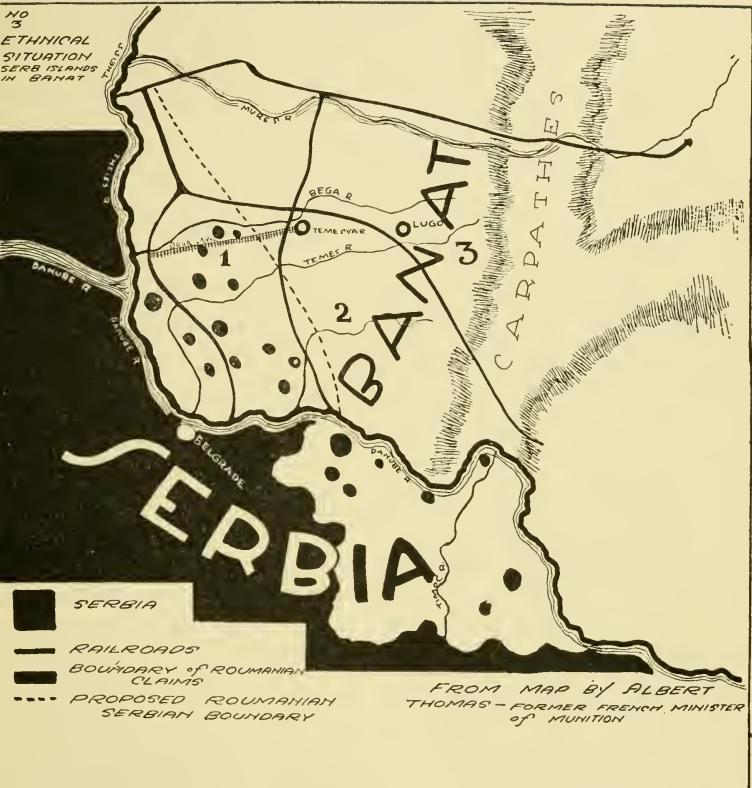 NO
3
ETHNICAL
SITUATION
SERB ISLANDS
IN BANAT
THEISS
MURES R
THEISS R
BEGA R
TEMESVAR
LUGO
TEMES R
1
2
3
BANAT
CARPATHES
DANUBE R
DANUBE R
BELGRADE
DANUBE R
SERBIA
TIMOC R
SERBIA
RAILROADS
BOUNDARY of ROUMANIAN
CLAIMS
PROPOSED ROUMANIAN
SERBIAN BOUNDARY
FROM MAP BY ALBERT
THOMAS - FORMER FRENCH MINISTER
of MUNITION